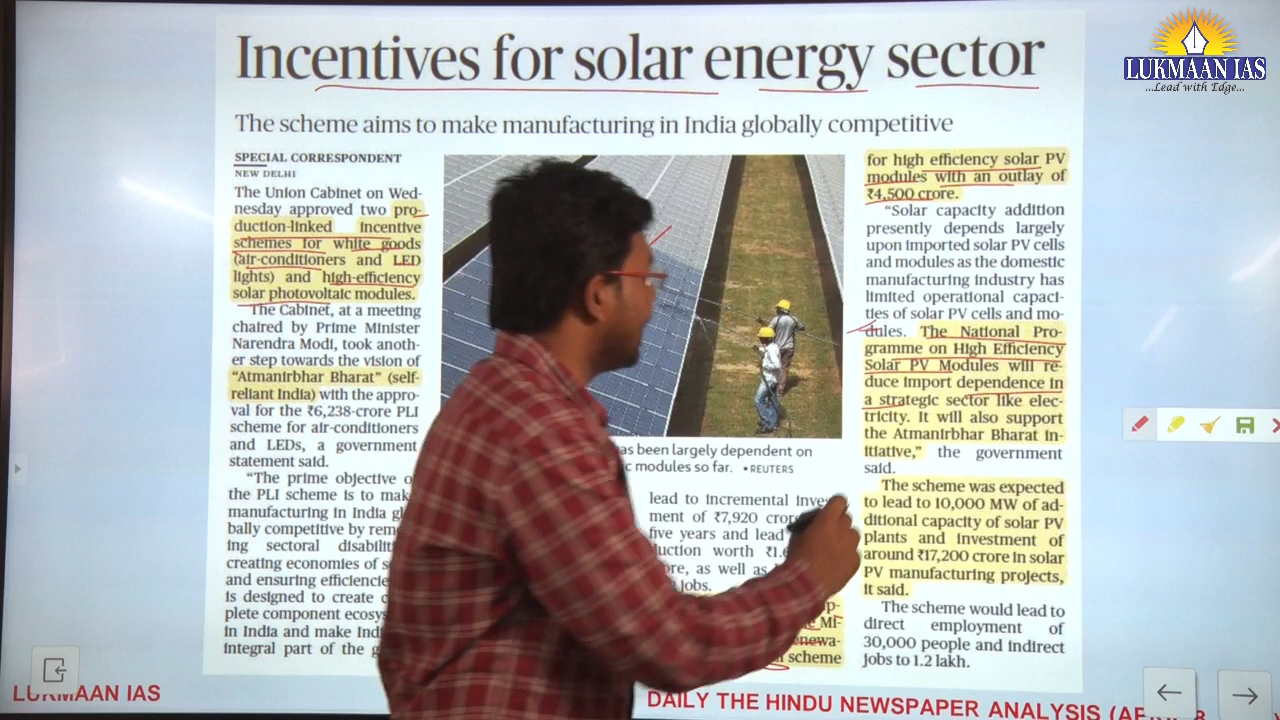 Incentives for solar energy sector
LUKMAAN IAS
...Lead with Edge...
The scheme aims to make manufacturing in India globally competitive
SPECIAL CORRESPONDENT
NEW DELHI
The Union Cabinet on Wed-
nesday approved two pro-
duction-linked incentive
schemes for white goods
(air-conditioners and LED
lights) and high-efficiency
solar photovoltaic modules.
The Cabinet, at a meeting
chaired by Prime Minister
Narendra Modi, took anoth-
er step towards the vision of
"Atmanirbhar Bharat" (self-
reliant India) with the appro-
val for the ₹6,238-crore PLI
scheme for air-conditioners
and LEDs, a government
statement said.
"The prime objective
the PLI scheme is to
manufacturing in India
bally competitive by
ing sectoral
creating economies of
and ensuring
is designed to create
plete component
in India and make
integral part of the
has been largely dependent on
modules so far. • REUTERS
lead to incremental
ment of ₹7,920
five years and lead
worth
as well as
jobs.
scheme
for high efficiency solar PV
modules with an outlay of
₹4,500 crore.
"Solar capacity addition
presently depends largely
upon imported solar PV cells
and modules as the domestic
manufacturing industry has
limited operational capaci-
ties of solar PV cells and mo-
dules. The National Pro-
gramme on High Efficiency
Solar PV Modules will re-
duce import dependence in
a strategic sector like elec-
tricity. It will also support
the Atmanirbhar Bharat in-
itiative," the government
said.
The scheme was expected
to lead to 10,000 MW of ad-
ditional capacity of solar PV
plants and investment of
around ₹17,200 crore in solar
PV manufacturing projects,
it said.
The scheme would lead to
direct employment of
30,000 people and indirect
jobs to 1.2 lakh.
LUKMAAN IAS
DAILY THE HINDU NEWSPAPER ANALYSIS